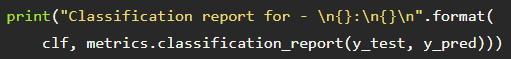 print("Classification report for - \n{}:\n{}\n".format(
    clf, metrics.classification_report(y_test, y_pred)))